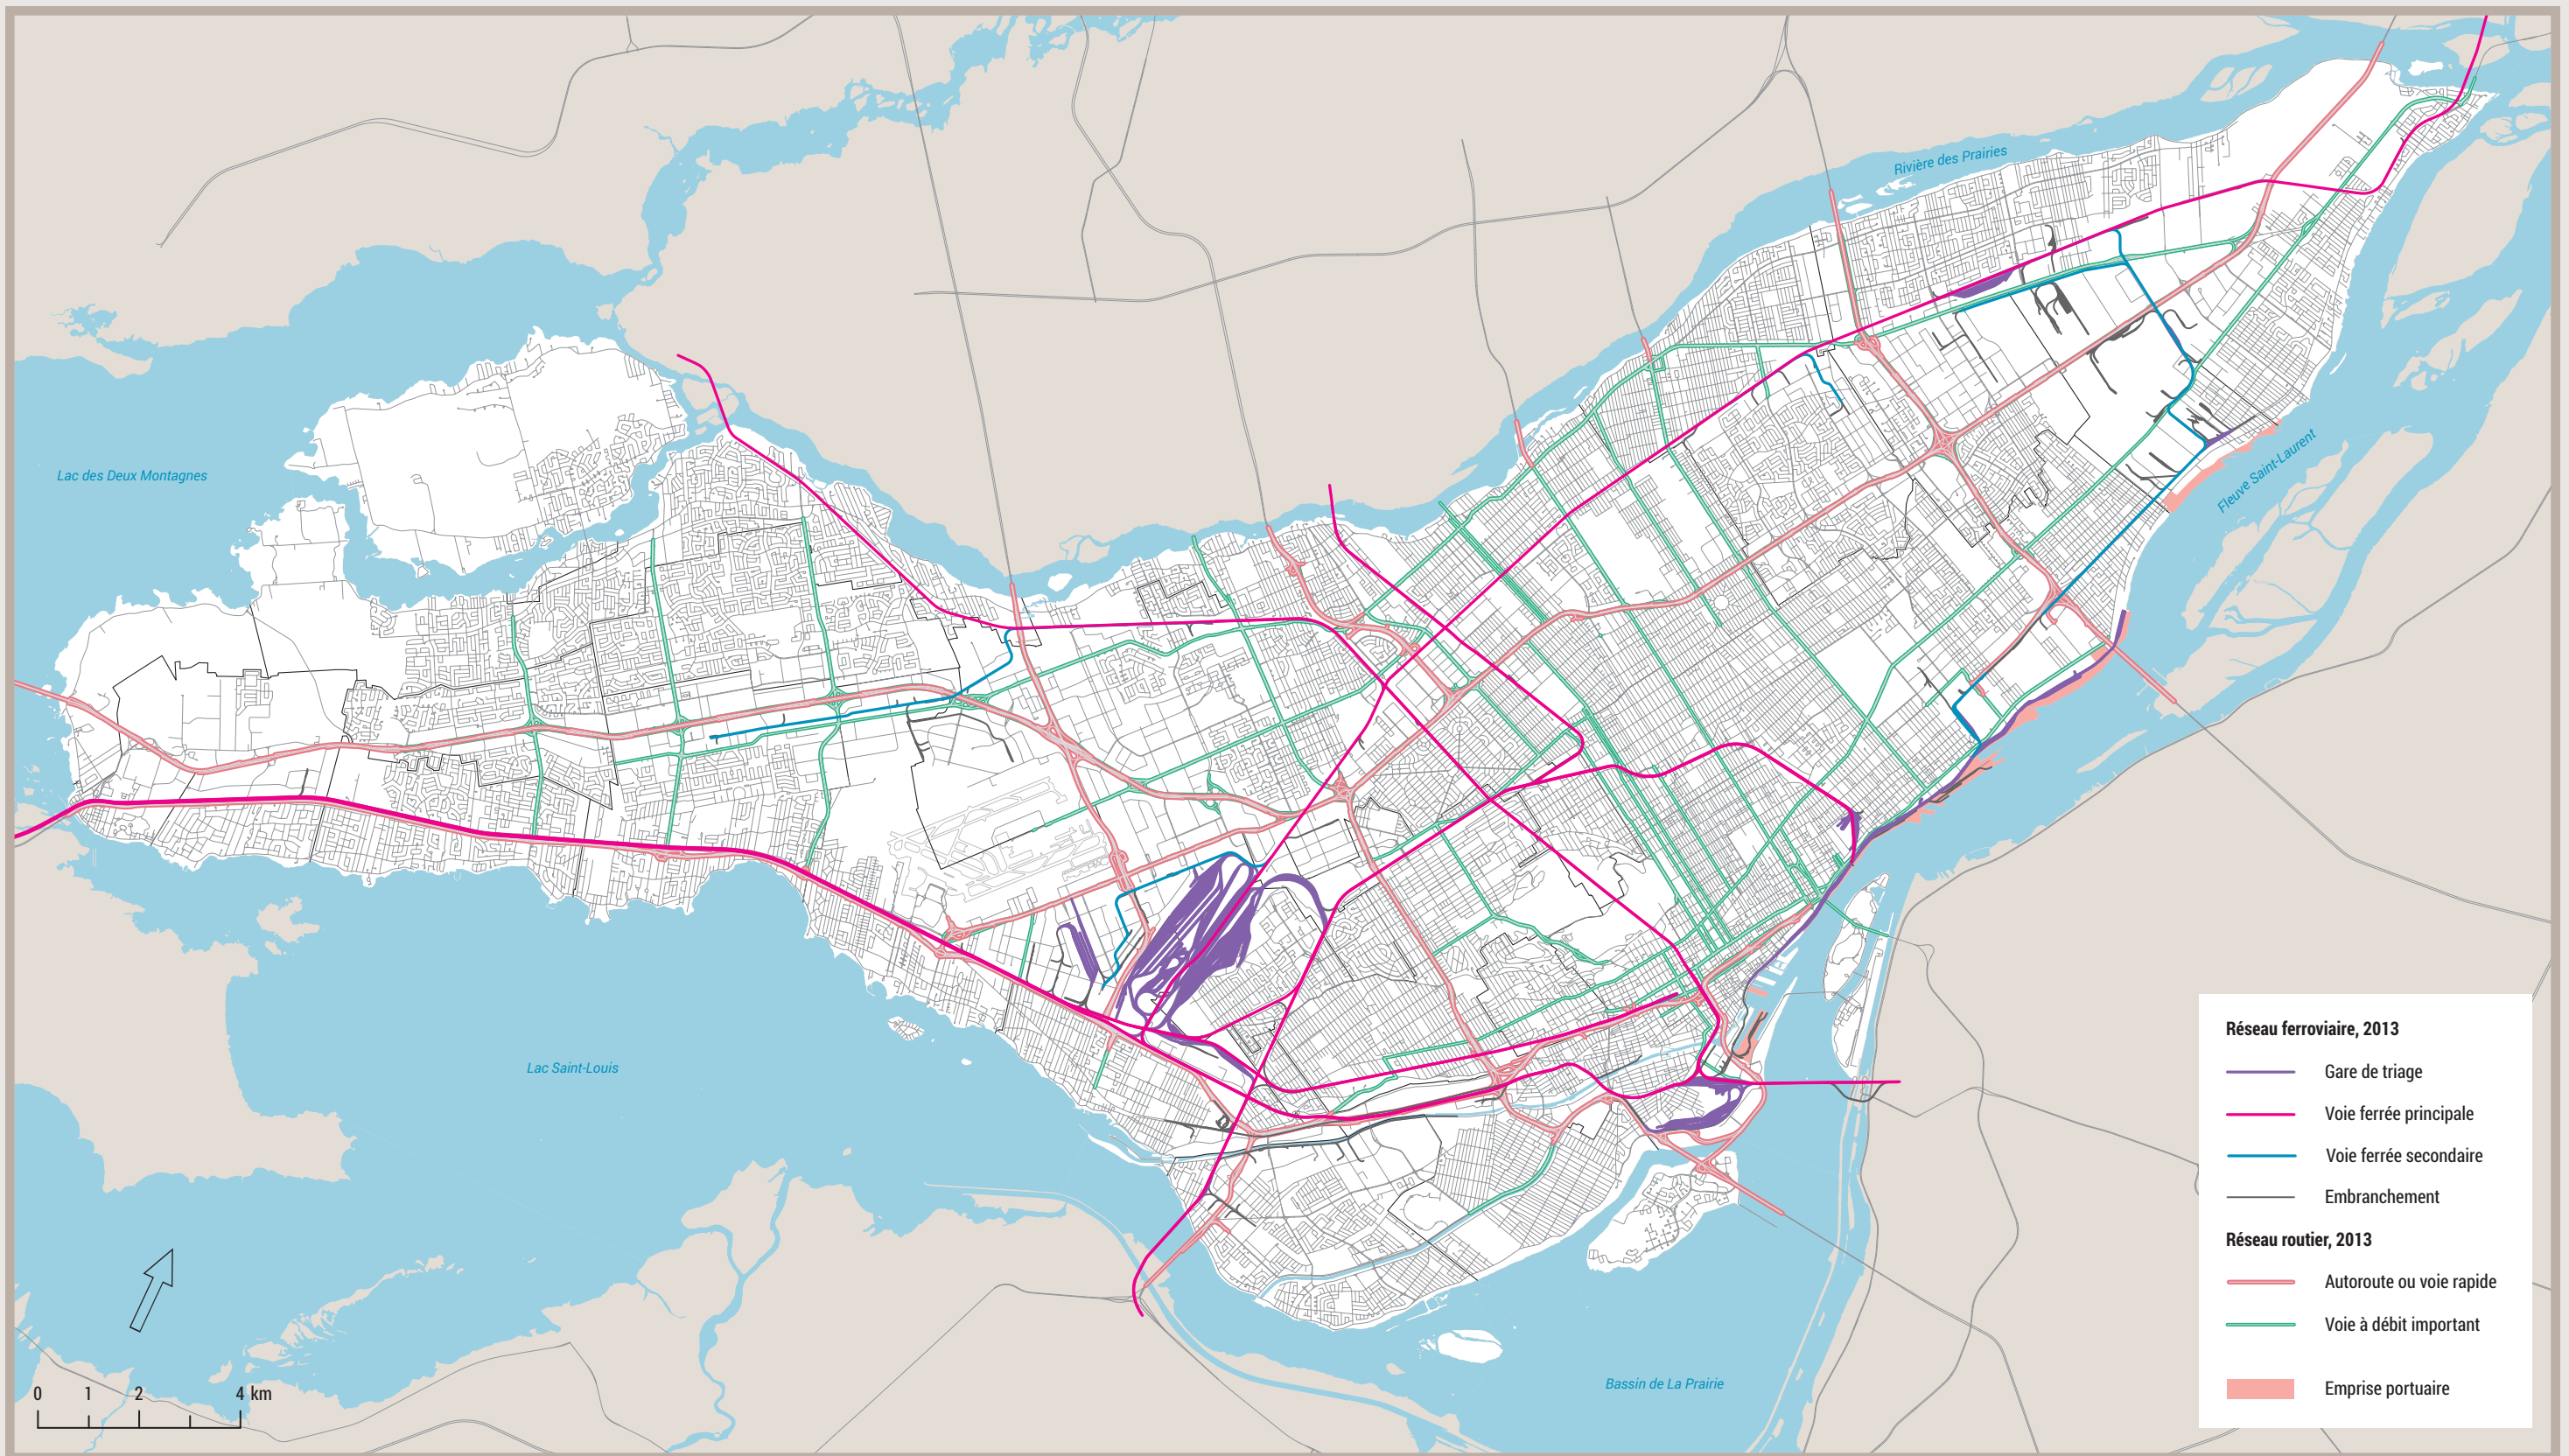 Rivière des Prairies
Lac des Deux Montagnes
Fleuve Saint-Laurent
Lac Saint-Louis
Bassin de La Prairie
0 1 2 4 km
Réseau ferroviaire, 2013
Gare de triage
Voie ferrée principale
Voie ferrée secondaire
Embranchement
Réseau routier, 2013
Autoroute ou voie rapide
Voie à débit important
Emprise portuaire